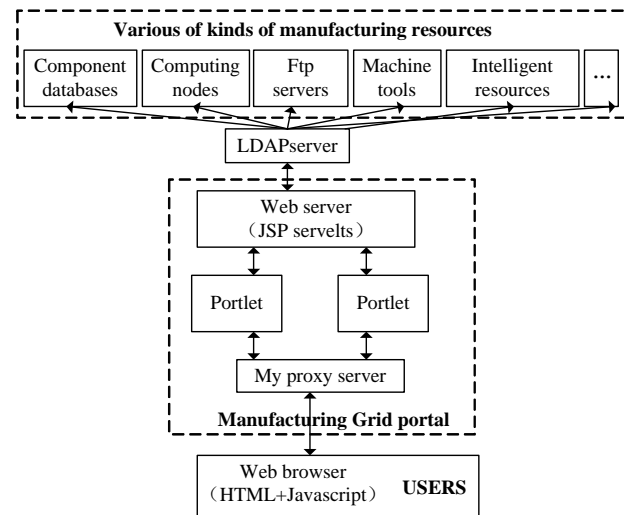 Various of kinds of manufacturing resources
Component
databases
Computing
nodes
Ftp
servers
Machine
tools
Intelligent
resources
...
LDAPserver
Web server
（JSP servelts）
Portlet
Portlet
My proxy server
Manufacturing Grid portal
Web browser
（HTML+Javascript）
USERS